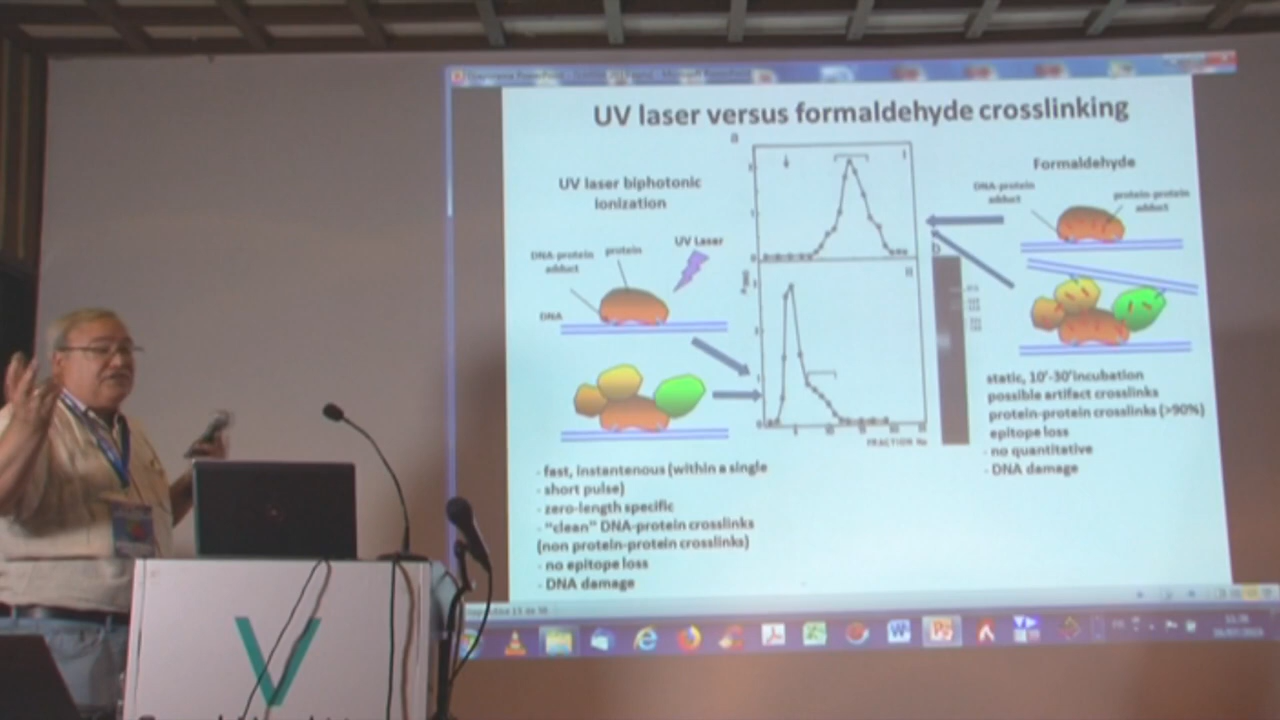 UV laser versus formaldehyde crosslinking
a
UV laser biphotonic
ionization
UV Laser
DNA-protein
adduct
protein
DNA
I
II
b
FRACTION No
Formaldehyde
DNA-protein
adduct
protein-protein
adduct
- fast, instantenous (within a single
- short pulse)
- zero-length specific
- "clean" DNA-protein crosslinks
(non protein-protein crosslinks)
- no epitope loss
- DNA damage
static, 10'-30'incubation
possible artifact crosslinks
protein-protein crosslinks (>90%)
epitope loss
- no quantitative
- DNA damage
V